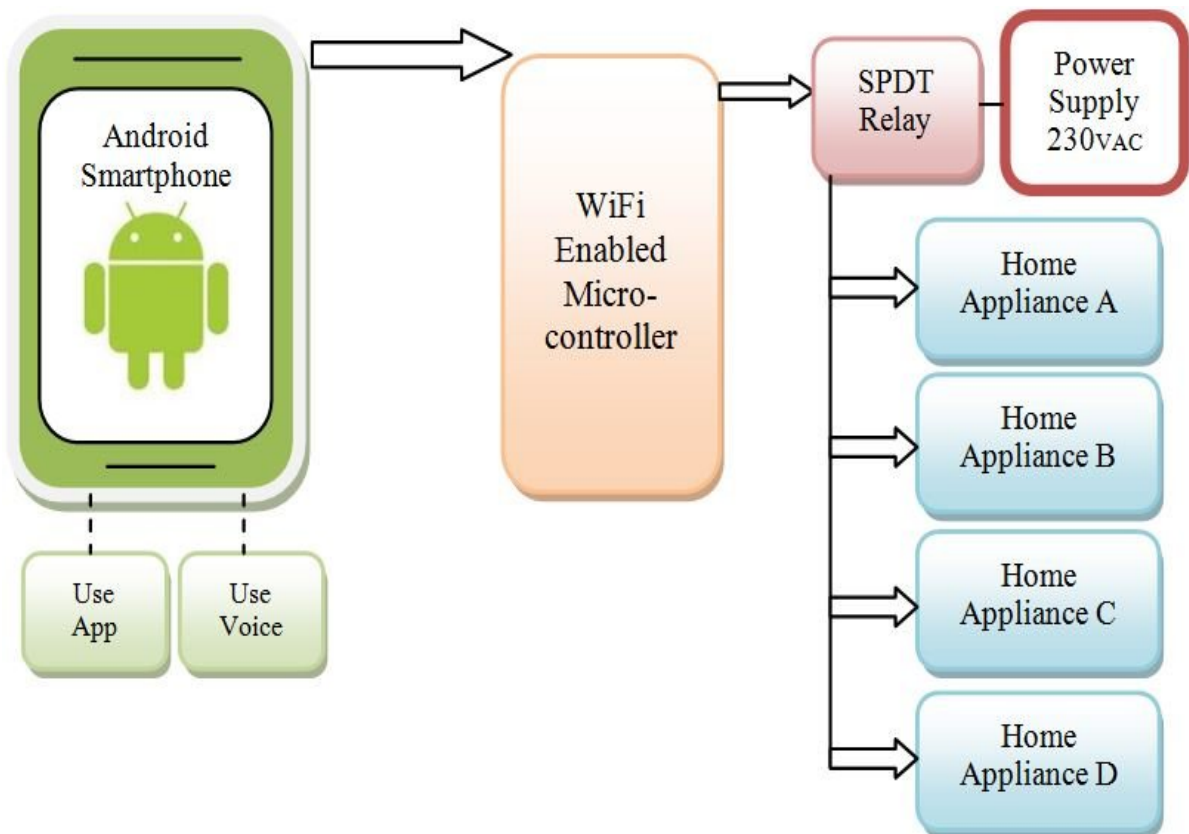 Android
Smartphone
Use
App
Use
Voice
WiFi
Enabled
Micro-
controller
SPDT
Relay
Power
Supply
230VAC
Home
Appliance A
Home
Appliance B
Home
Appliance C
Home
Appliance D